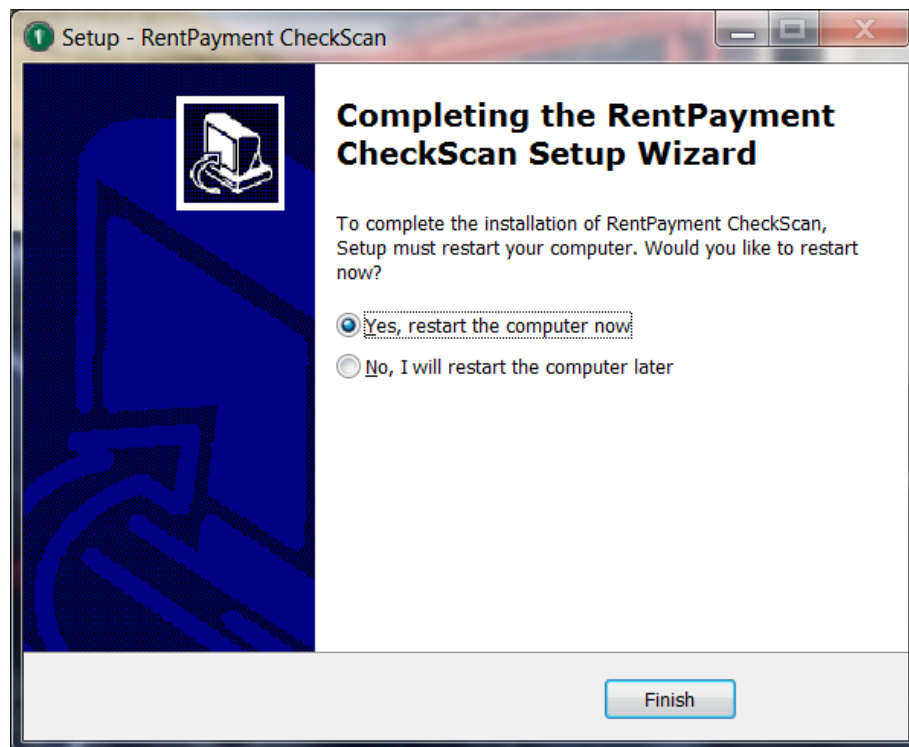 Setup - RentPayment CheckScan
Completing the RentPayment
CheckScan Setup Wizard
To complete the installation of RentPayment CheckScan,
Setup must restart your computer. Would you like to restart
now?
Yes, restart the computer now
No, I will restart the computer later
Finish